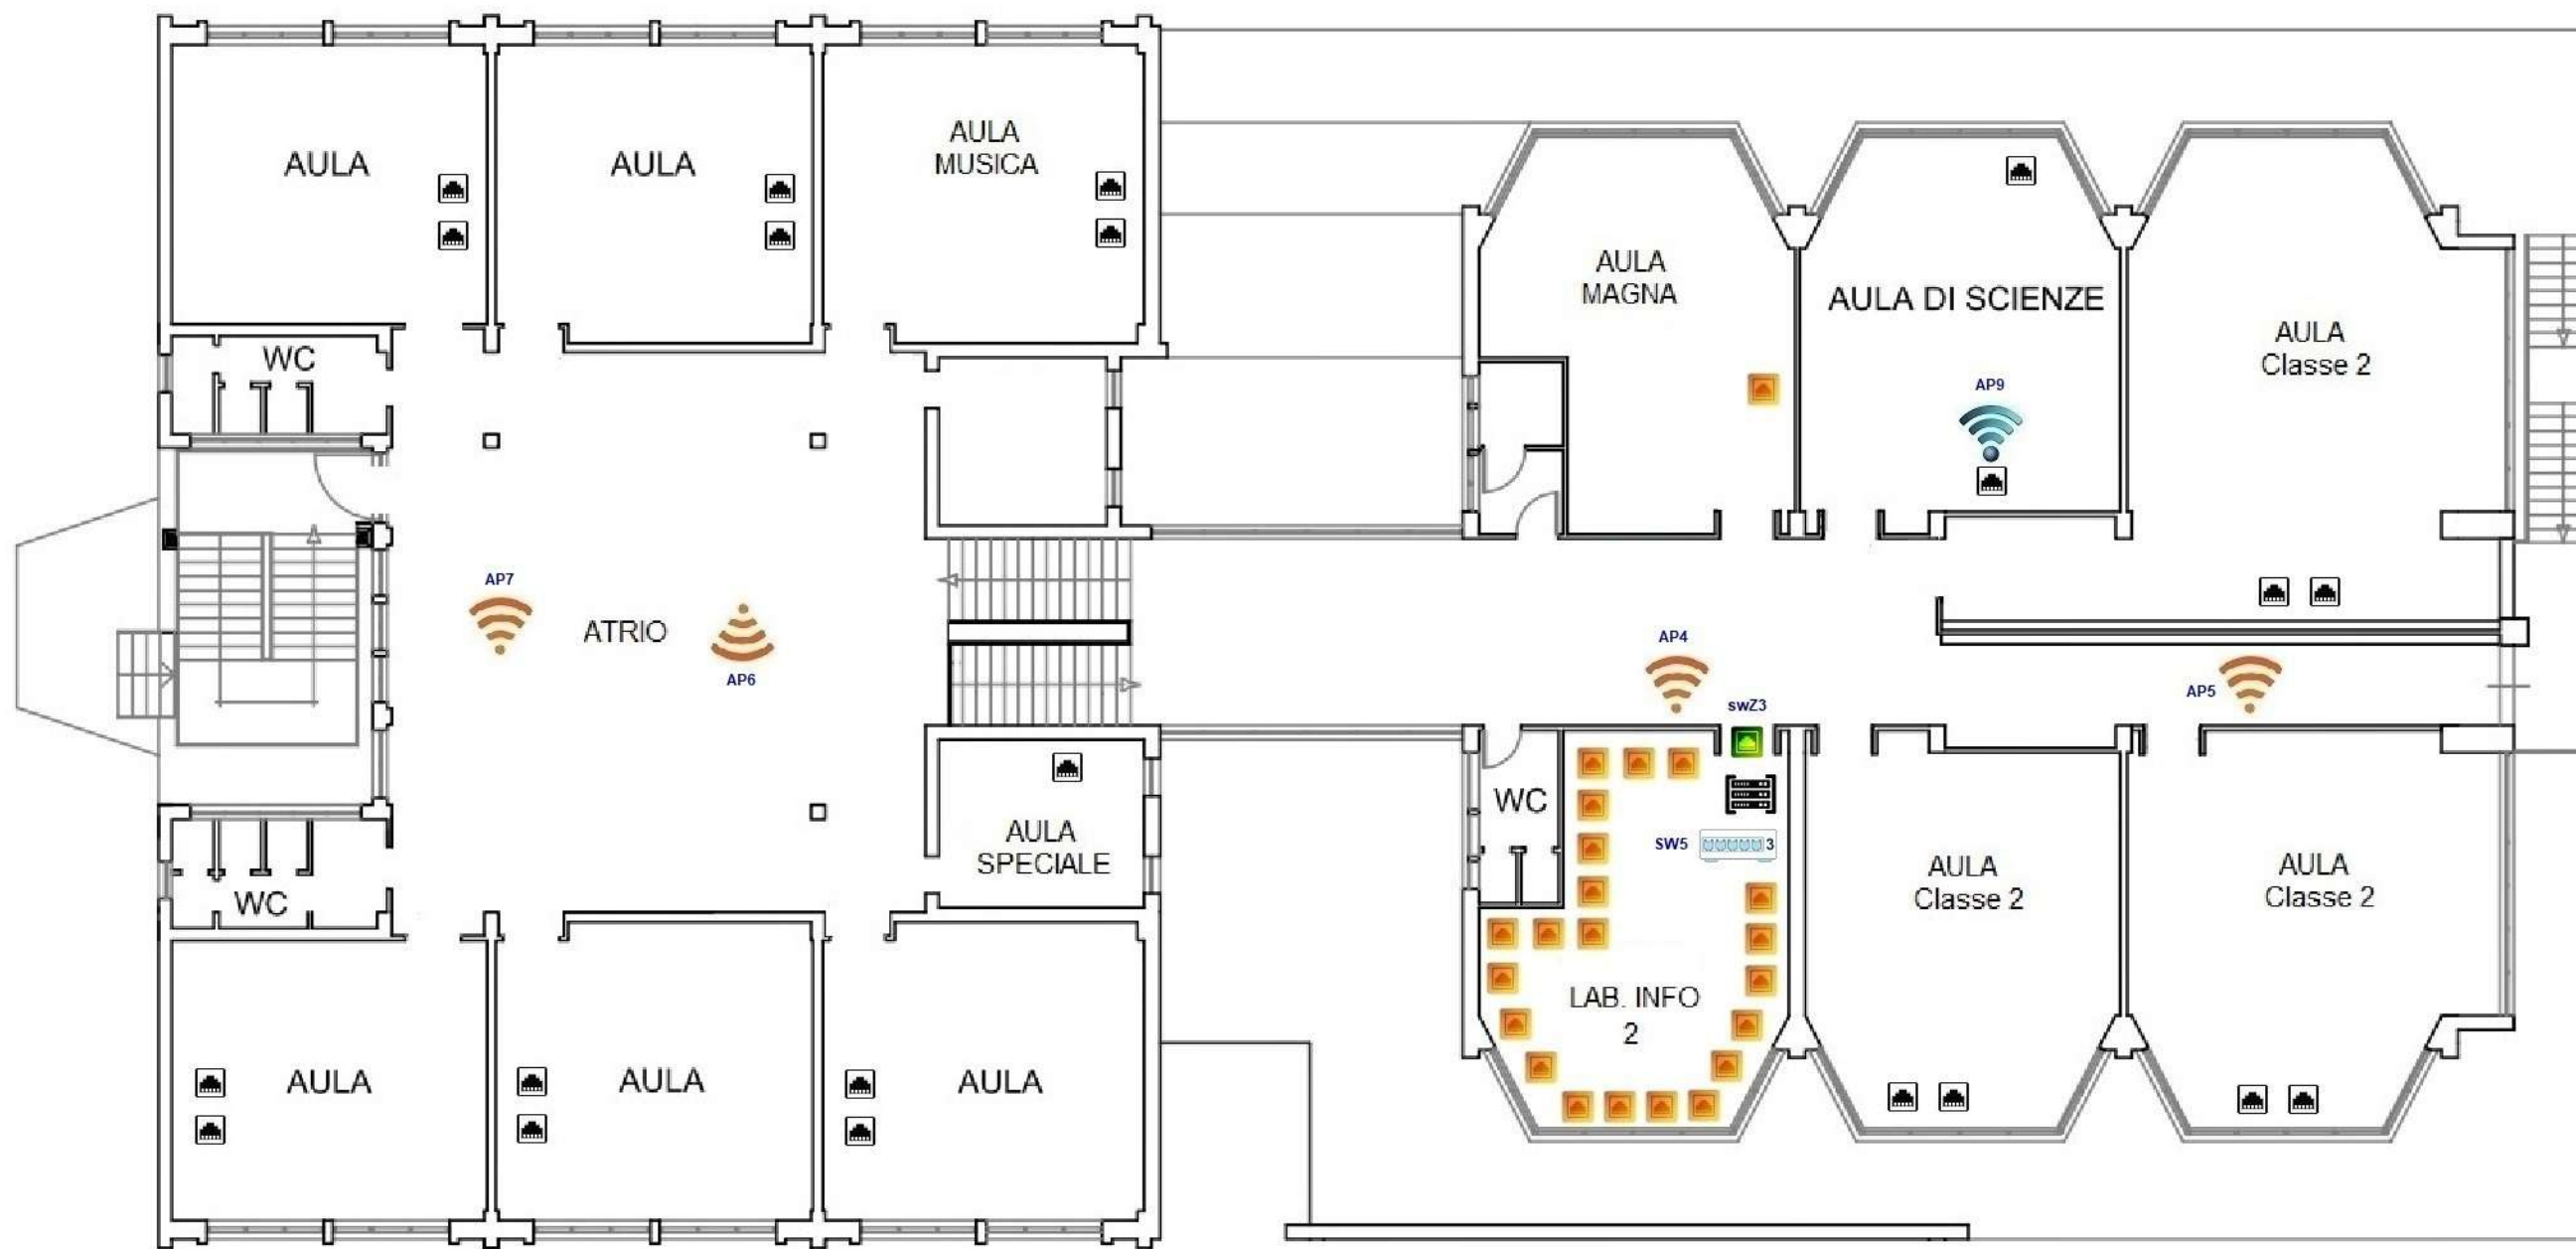 AULA
AULA
AULA
MUSICA
AULA
MAGNA
AULA DI SCIENZE
AULA
Classe 2
WC
AP9
AP7
ATRIO
AP6
AP4
AP5
swZ3
AULA
SPECIALE
WC
SW5
3
AULA
Classe 2
AULA
Classe 2
WC
LAB. INFO
2
AULA
AULA
AULA